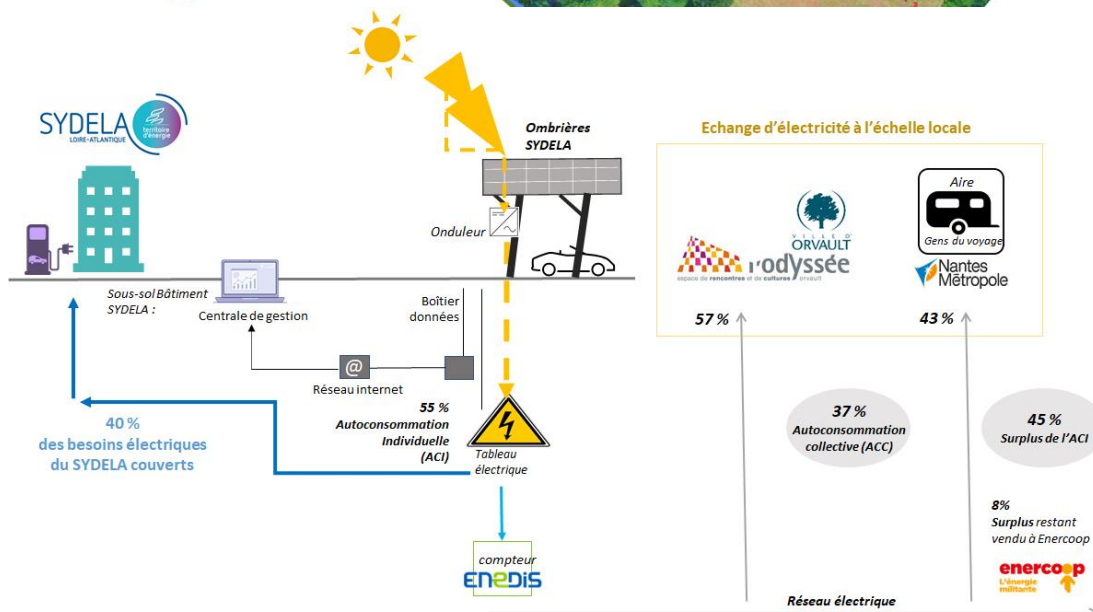 SYDELA
LOIRE-ATLANTIQUE
territoire
d'énergie
Ombrières
SYDELA
Onduleur
Sous-sol Bâtiment
SYDELA :
Centrale de gestion
Boîtier
données
@
Réseau internet
55 %
Autoconsommation
Individuelle
(ACI)
Tableau
électrique
40 %
des besoins électriques
du SYDELA couverts
compteur
ENEDIS
Echange d'électricité à l'échelle locale
VILLE D'
ORVAULT
l'odyssée
espace de rencontres et de cultures orvault
Aire
Gens du voyage
Nantes
Métropole
57 %
43 %
37 %
Autoconsommation
collective (ACC)
45 %
Surplus de l'ACI
8%
Surplus restant
vendu à Enercoop
enercoop
L'énergie
militante
Réseau électrique